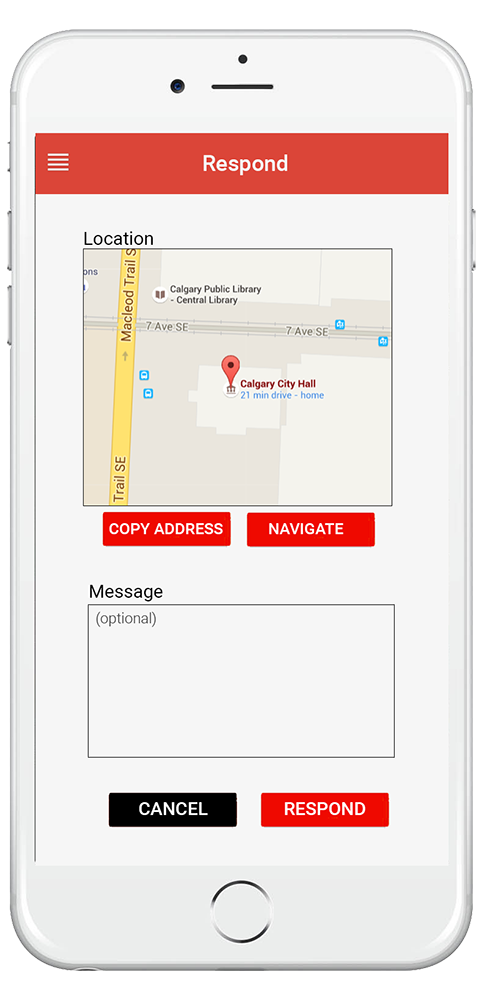 Respond
Location
ons
Macleod Trail S
Calgary Public Library
- Central Library
7 Ave SE
7 Ave SE
Calgary City Hall
21 min drive - home
Trail SE
COPY ADDRESS
NAVIGATE
Message
(optional)
CANCEL
RESPOND